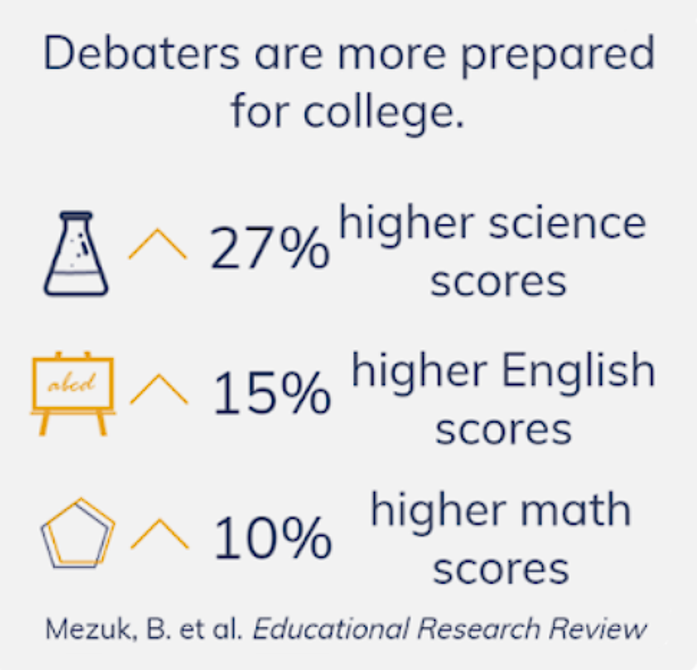 Debaters are more prepared
for college.
27% higher science
scores
abcd
15% higher English
scores
10% higher math
scores
Mezuk, B. et al. Educational Research Review